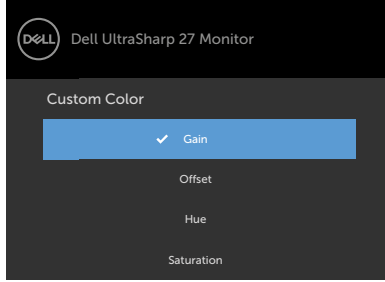 DELL Dell UltraSharp 27 Monitor
Custom Color
Gain
Offset
Hue
Saturation